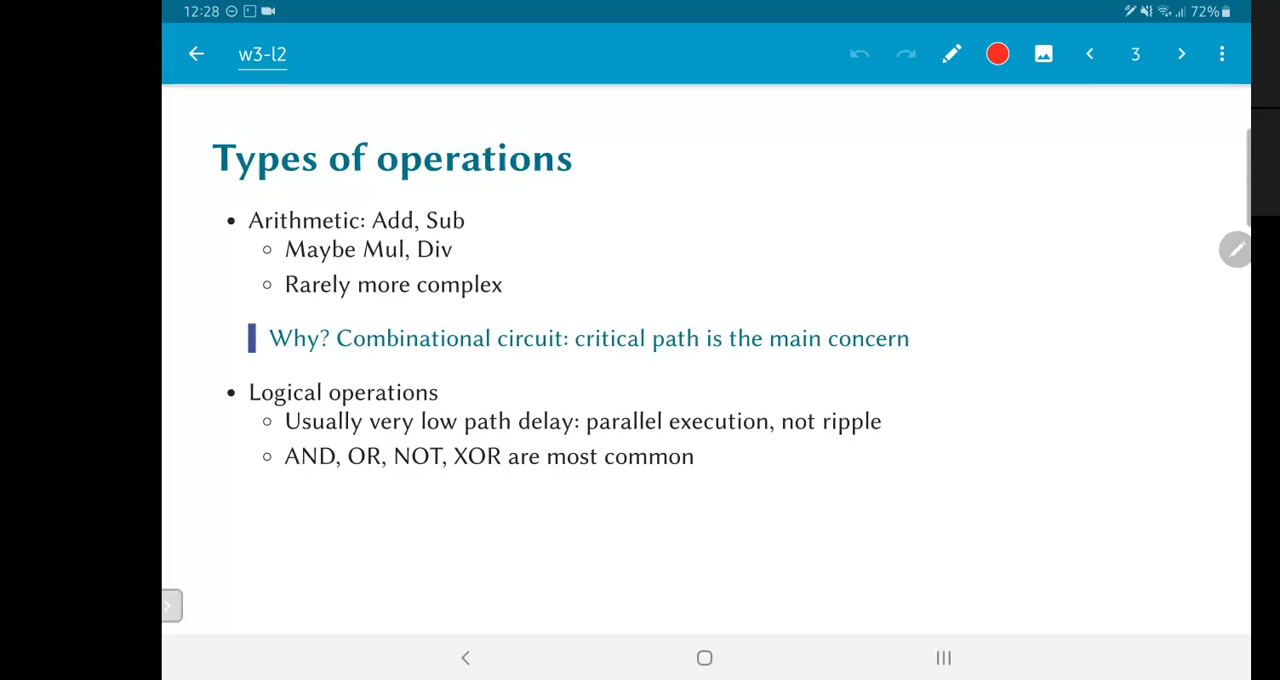 12:28
72%
w3-l2
3
Types of operations
• Arithmetic: Add, Sub
○ Maybe Mul, Div
○ Rarely more complex
Why? Combinational circuit: critical path is the main concern
• Logical operations
○ Usually very low path delay: parallel execution, not ripple
○ AND, OR, NOT, XOR are most common